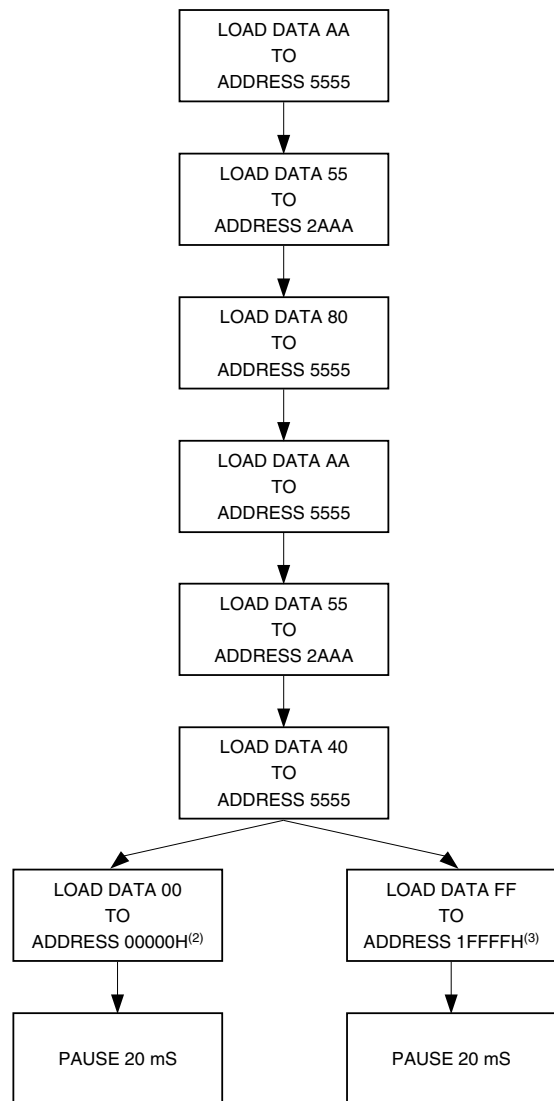 LOAD DATA AA
TO
ADDRESS 5555
LOAD DATA 55
TO
ADDRESS 2AAA
LOAD DATA 80
TO
ADDRESS 5555
LOAD DATA AA
TO
ADDRESS 5555
LOAD DATA 55
TO
ADDRESS 2AAA
LOAD DATA 40
TO
ADDRESS 5555
LOAD DATA 00
TO
ADDRESS 00000H(2)
PAUSE 20 mS
LOAD DATA FF
TO
ADDRESS 1FFFFH(3)
PAUSE 20 mS